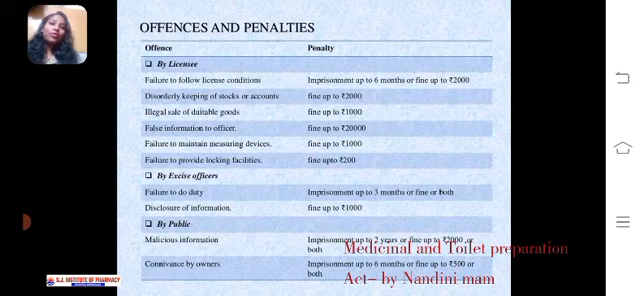 OFFENCES AND PENALTIES
Offence Penalty
By Licensee
Failure to follow license conditions Imprisonment up to 6 months or fine up to ₹2000
Disorderly keeping of stocks or accounts fine up to ₹2000
Illegal sale of duitable goods fine up to ₹1000
False information to officer. fine up to ₹20000
Failure to maintain measuring devices. fine up to ₹1000
Failure to provide locking facilities. fine upto ₹200
By Excise officers
Failure to do duty Imprisonment up to 3 months or fine or both
Disclosure of information. fine up to ₹1000
By Public
Malicious information Imprisonment up to 2 years or fine up to ₹2000 or
both
Connivance by owners Imprisonment up to 6 months or fine up to ₹500 or
both
Medicinal and Toilet preparation
Act– by Nandini mam
S.J. INSTITUTE OF PHARMACY